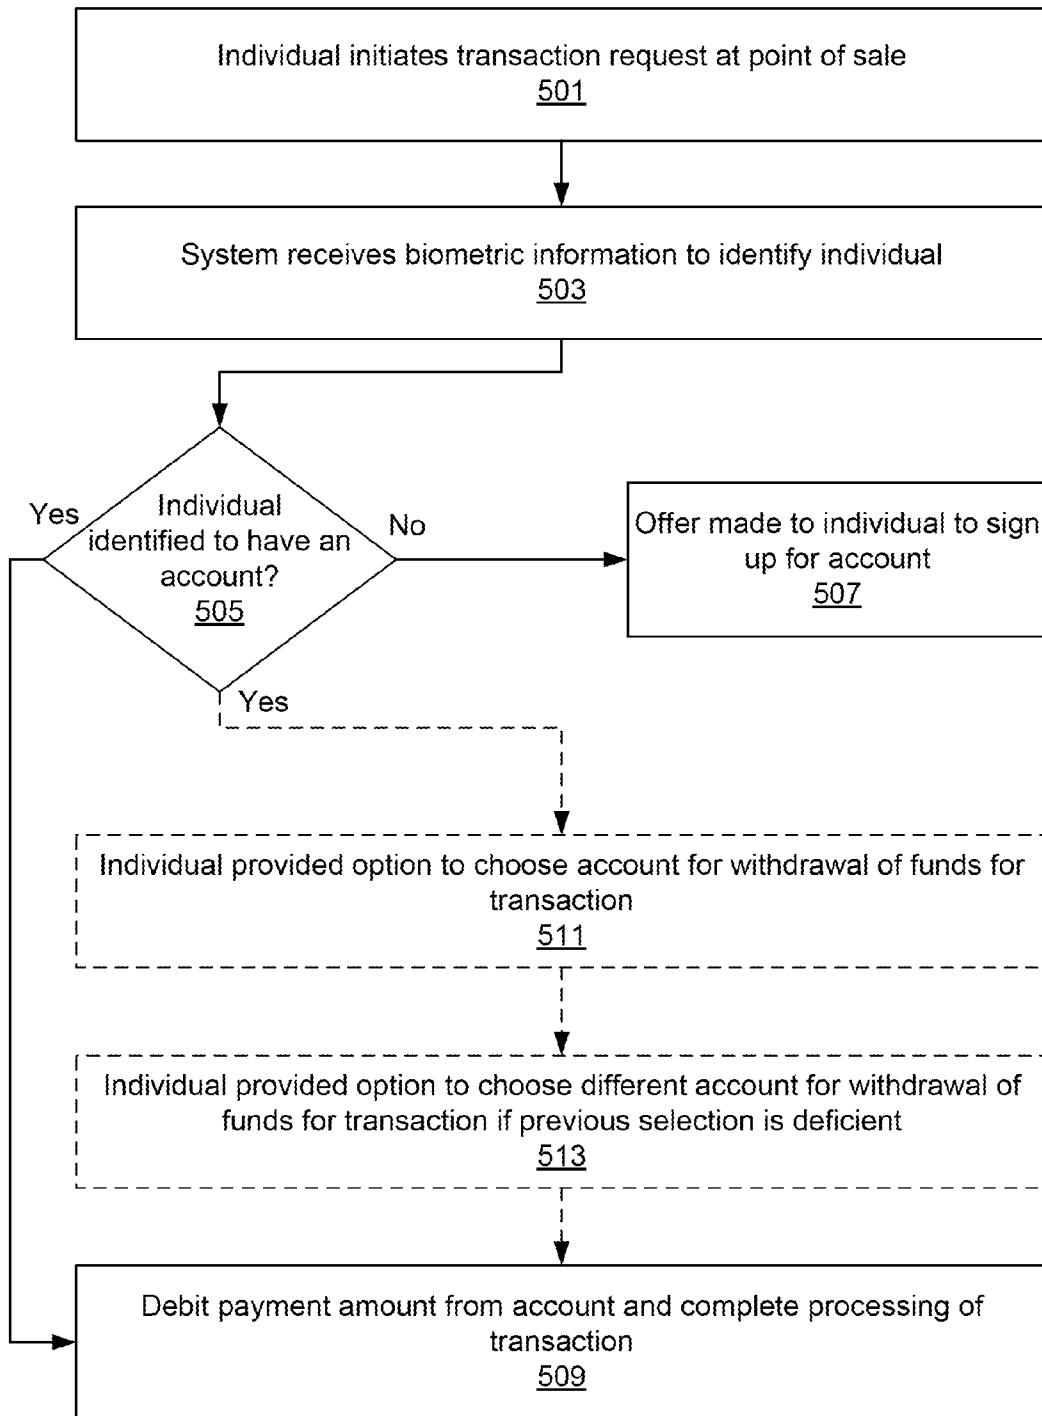 Individual initiates transaction request at point of sale
501
System receives biometric information to identify individual
503
Yes
Individual
identified to have an
account?
505
No
Offer made to individual to sign
up for account
507
Yes
Individual provided option to choose account for withdrawal of funds for
transaction
511
Individual provided option to choose different account for withdrawal of
funds for transaction if previous selection is deficient
513
Debit payment amount from account and complete processing of
transaction
509